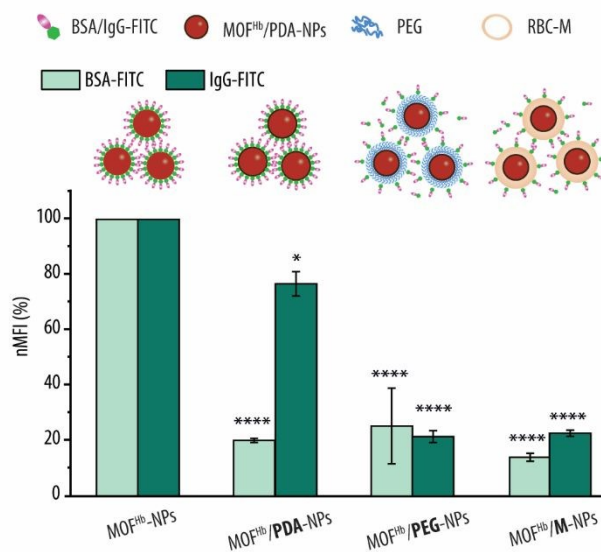 BSA/IgG-FITC MOFHb/PDA-NPs PEG RBC-M
BSA-FITC IgG-FITC
nMFI (%)
100
80
60
40
20
0
*
****
**** ****
**** ****
MOFHb-NPs
MOFHb/PDA-NPs
MOFHb/PEG-NPs
MOFHb/M-NPs